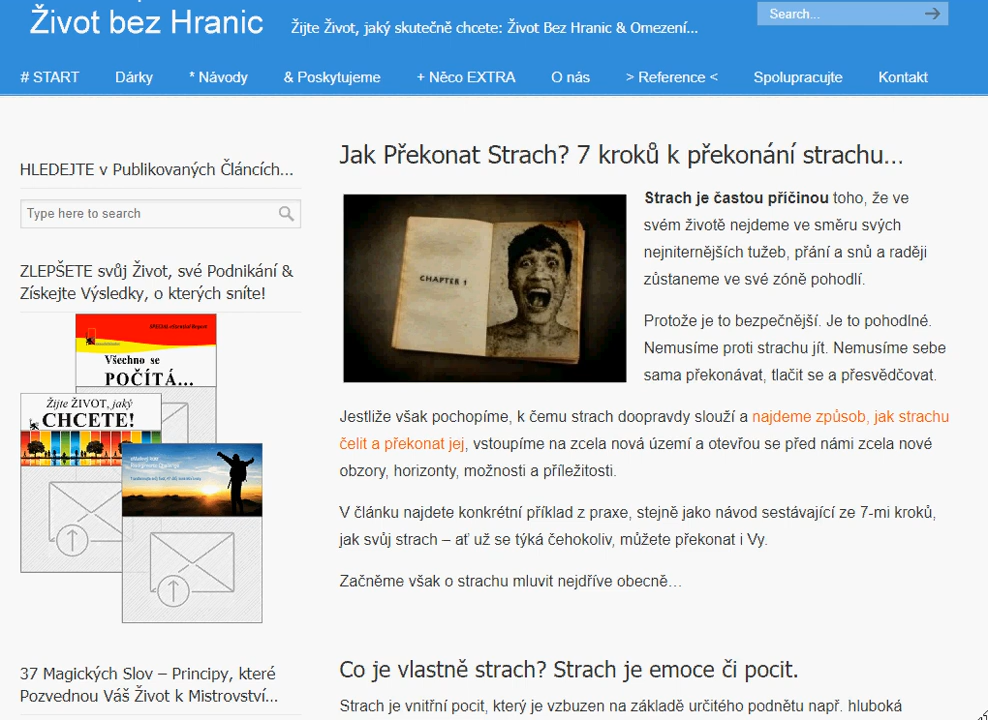 Život bez Hranic
Žijte Život, jaký skutečně chcete: Život Bez Hranic & Omezení...
Search...
# START
Dárky
* Návody
& Poskytujeme
+ Něco EXTRA
O nás
> Reference <
Spolupracujte
Kontakt
HLEDEJTE v Publikovaných Článcích...
Type here to search
ZLEPŠETE svůj Život, své Podnikání &
Získejte Výsledky, o kterých sníte!
Všechno se
POČÍTÁ...
Žijte ŽIVOT, jaký
CHCETE!
37 Magických Slov – Principy, které
Pozvednou Váš Život k Mistrovství...
Jak Překonat Strach? 7 kroků k překonání strachu...
CHAPTER 1
Strach je častou příčinou toho, že ve
svém životě nejdeme ve směru svých
nejniternějších tužeb, přání a snů a raději
zůstaneme ve své zóně pohodlí.
Protože je to bezpečnější. Je to pohodlné.
Nemusíme proti strachu jít. Nemusíme sebe
sama překonávat, tlačit se a přesvědčovat.
Jestliže však pochopíme, k čemu strach doopravdy slouží a najdeme způsob, jak strachu
čelit a překonat jej, vstoupíme na zcela nová území a otevřou se před námi zcela nové
obzory, horizonty, možnosti a příležitosti.
V článku najdete konkrétní příklad z praxe, stejně jako návod sestávající ze 7-mi kroků,
jak svůj strach – ať už se týká čehokoliv, můžete překonat i Vy.
Začněme však o strachu mluvit nejdříve obecně…
Co je vlastně strach? Strach je emoce či pocit.
Strach je vnitřní pocit, který je vzbuzen na základě určitého podnětu např. hluboká